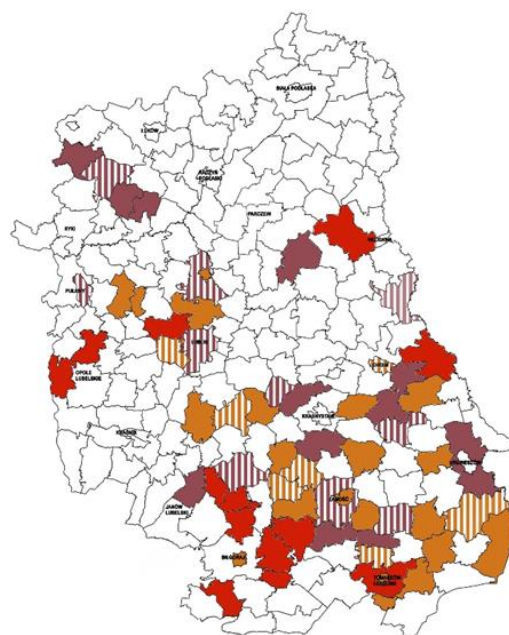 BIAŁA PODLASKA
ŁUKÓW
RADZYŃ
PODLASKI
PARCZEW
RYKI
WŁODAWA
PUŁAWY
LUBLIN
CHEŁM
OPOLE
LUBELSKIE
KRASNYSTAW
KRAŚNIK
HRUBIESZÓW
ZAMOŚĆ
JANÓW
LUBELSKI
BIŁGORAJ
TOMASZÓW
LUBELSKI